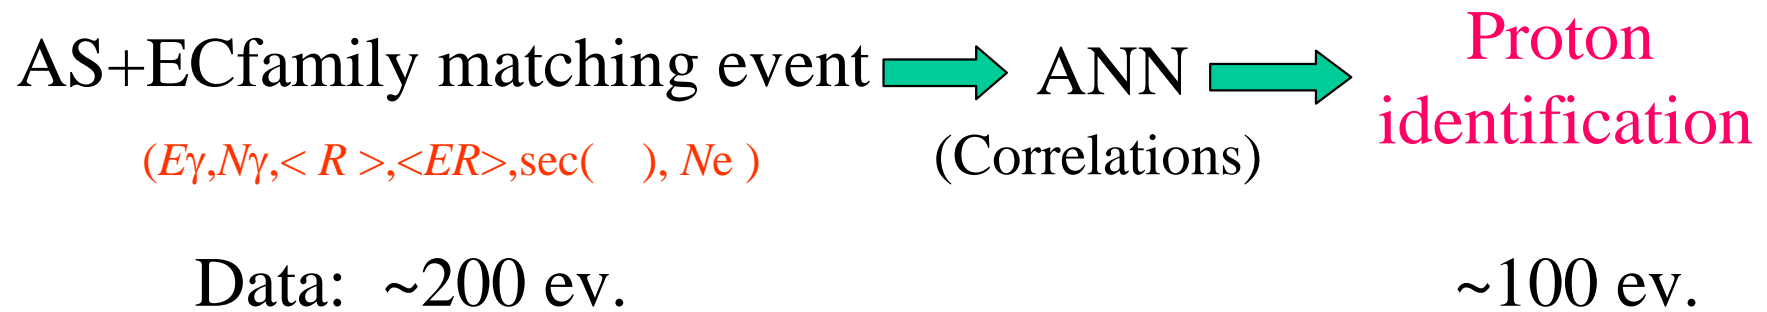 AS+ECfamily matching event ANN Proton identification
(Eγ,Nγ,< R >,<ER>,sec( ), Ne ) (Correlations)
Data: ~200 ev. ~100 ev.